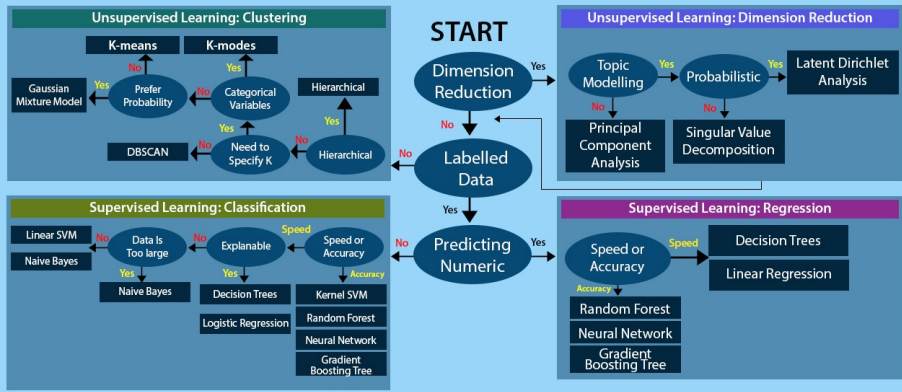 Unsupervised Learning: Clustering
K-means
K-modes
No
Yes
Gaussian
Mixture Model
Yes
Prefer
Probability
No
Categorical
Variables
Hierarchical
Yes
Yes
DBSCAN
No
Need to
Specify K
No
Hierarchical
START
Dimension
Reduction
Yes
No
Labelled
Data
No
Yes
Predicting
Numeric
No
Yes
Unsupervised Learning: Dimension Reduction
Topic
Modelling
Yes
Probabilistic
Yes
Latent Dirichlet
Analysis
No
No
Principal
Component
Analysis
Singular Value
Decomposition
Supervised Learning: Classification
Linear SVM
Naive Bayes
No
Data Is
Too large
No
Explanable
Speed
Speed or
Accuracy
Yes
Yes
Accuracy
Naive Bayes
Decision Trees
Logistic Regression
Kernel SVM
Random Forest
Neural Network
Gradient
Boosting Tree
Supervised Learning: Regression
Speed or
Accuracy
Speed
Decision Trees
Linear Regression
Accuracy
Random Forest
Neural Network
Gradient
Boosting Tree